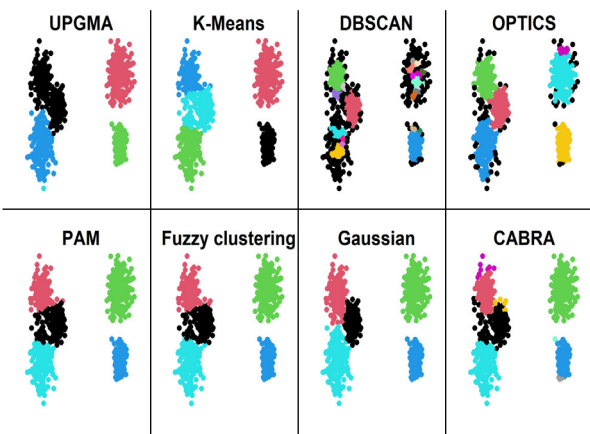 UPGMA
K-Means
DBSCAN
OPTICS
PAM
Fuzzy clustering
Gaussian
CABRA